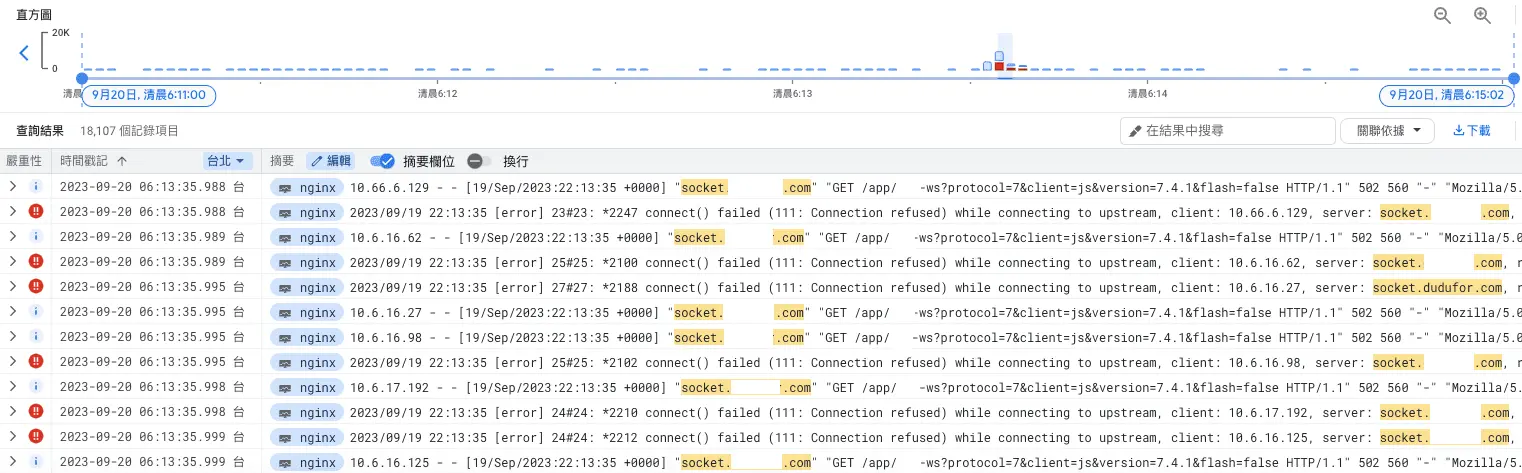 直方圖
20K
0
清晨
9月20日, 清晨6:11:00
清晨6:12
清晨6:13
清晨6:14
9月20日, 清晨6:15:02
查詢結果 18,107 個記錄項目 在結果中搜尋 關聯依據 下載
嚴重性 時間戳記 台北 摘要 編輯 摘要欄位 換行
2023-09-20 06:13:35.988 台 nginx 10.66.6.129 - - [19/Sep/2023:22:13:35 +0000] "socket. .com" "GET /app/ -ws?protocol=7&client=js&version=7.4.1&flash=false HTTP/1.1" 502 560 "-" "Mozilla/5.
2023-09-20 06:13:35.988 台 nginx 2023/09/19 22:13:35 [error] 23#23: *2247 connect() failed (111: Connection refused) while connecting to upstream, client: 10.66.6.129, server: socket. .com,
2023-09-20 06:13:35.989 台 nginx 10.6.16.62 - - [19/Sep/2023:22:13:35 +0000] "socket. .com" "GET /app/ -ws?protocol=7&client=js&version=7.4.1&flash=false HTTP/1.1" 502 560 "-" "Mozilla/5.0
2023-09-20 06:13:35.989 台 nginx 2023/09/19 22:13:35 [error] 25#25: *2100 connect() failed (111: Connection refused) while connecting to upstream, client: 10.6.16.62, server: socket. .com, r
2023-09-20 06:13:35.995 台 nginx 2023/09/19 22:13:35 [error] 27#27: *2188 connect() failed (111: Connection refused) while connecting to upstream, client: 10.6.16.27, server: socket.dudufor.com, r
2023-09-20 06:13:35.995 台 nginx 10.6.16.27 - - [19/Sep/2023:22:13:35 +0000] "socket. .com" "GET /app/ -ws?protocol=7&client=js&version=7.4.1&flash=false HTTP/1.1" 502 560 "-" "Mozilla/5.0
2023-09-20 06:13:35.995 台 nginx 10.6.16.98 - - [19/Sep/2023:22:13:35 +0000] "socket. .com" "GET /app/ -ws?protocol=7&client=js&version=7.4.1&flash=false HTTP/1.1" 502 560 "-" "Mozilla/5.0
2023-09-20 06:13:35.995 台 nginx 2023/09/19 22:13:35 [error] 25#25: *2102 connect() failed (111: Connection refused) while connecting to upstream, client: 10.6.16.98, server: socket. .com, r
2023-09-20 06:13:35.998 台 nginx 10.6.17.192 - - [19/Sep/2023:22:13:35 +0000] "socket. .com" "GET /app/ -ws?protocol=7&client=js&version=7.4.1&flash=false HTTP/1.1" 502 560 "-" "Mozilla/5.
2023-09-20 06:13:35.998 台 nginx 2023/09/19 22:13:35 [error] 24#24: *2210 connect() failed (111: Connection refused) while connecting to upstream, client: 10.6.17.192, server: socket. .com,
2023-09-20 06:13:35.999 台 nginx 2023/09/19 22:13:35 [error] 24#24: *2212 connect() failed (111: Connection refused) while connecting to upstream, client: 10.6.16.125, server: socket. .com,
2023-09-20 06:13:35.999 台 nginx 10.6.16.125 - - [19/Sep/2023:22:13:35 +0000] "socket. .com" "GET /app/ -ws?protocol=7&client=js&version=7.4.1&flash=false HTTP/1.1" 502 560 "-" "Mozilla/5.